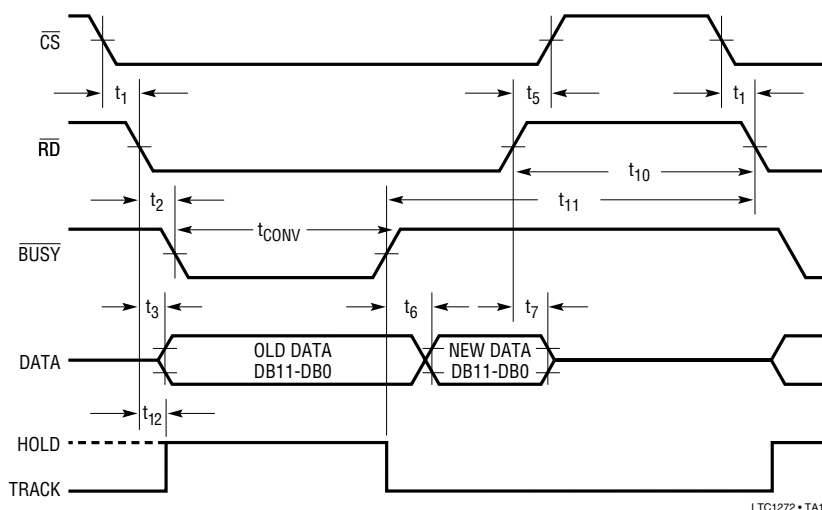 CS
t1 t5 t1
RD
t10
t2
t11
tCONV
BUSY
t3 t6 t7
OLD DATA NEW DATA
DATA
DB11-DB0 DB11-DB0
t12
HOLD
TRACK
LTC1272 • TA1